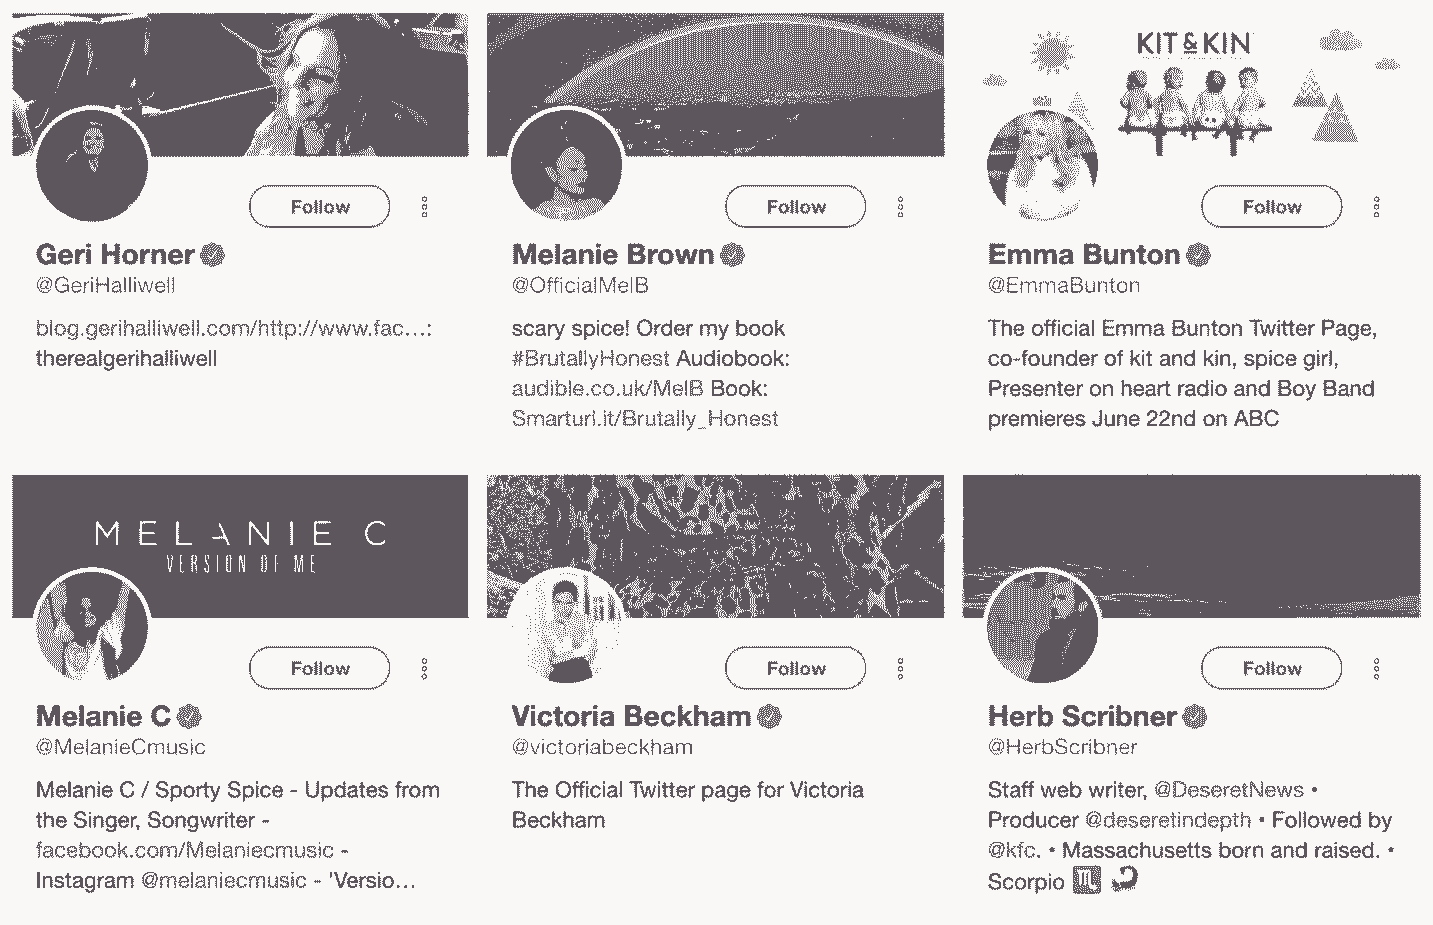 KIT & KIN
Follow
Follow
Follow
Geri Horner
@GeriHalliwell
blog.gerihalliwell.com/http://www.fac…:
therealgerihalliwell
Melanie Brown
@OfficialMelB
scary spice! Order my book
#BrutallyHonest Audiobook:
audible.co.uk/MelB Book:
Smarturl.it/Brutally_Honest
Emma Bunton
@EmmaBunton
The official Emma Bunton Twitter Page,
co-founder of kit and kin, spice girl,
Presenter on heart radio and Boy Band
premieres June 22nd on ABC
MELANIE C
VERSION OF ME
Follow
Follow
Follow
Melanie C
@MelanieCmusic
Melanie C / Sporty Spice - Updates from
the Singer, Songwriter -
facebook.com/Melaniecmusic -
Instagram @melaniecmusic - 'Versio…
Victoria Beckham
@victoriabeckham
The Official Twitter page for Victoria
Beckham
Herb Scribner
@HerbScribner
Staff web writer, @DeseretNews •
Producer @deseretindepth • Followed by
@kfc. • Massachusetts born and raised. •
Scorpio ♏ 🦂